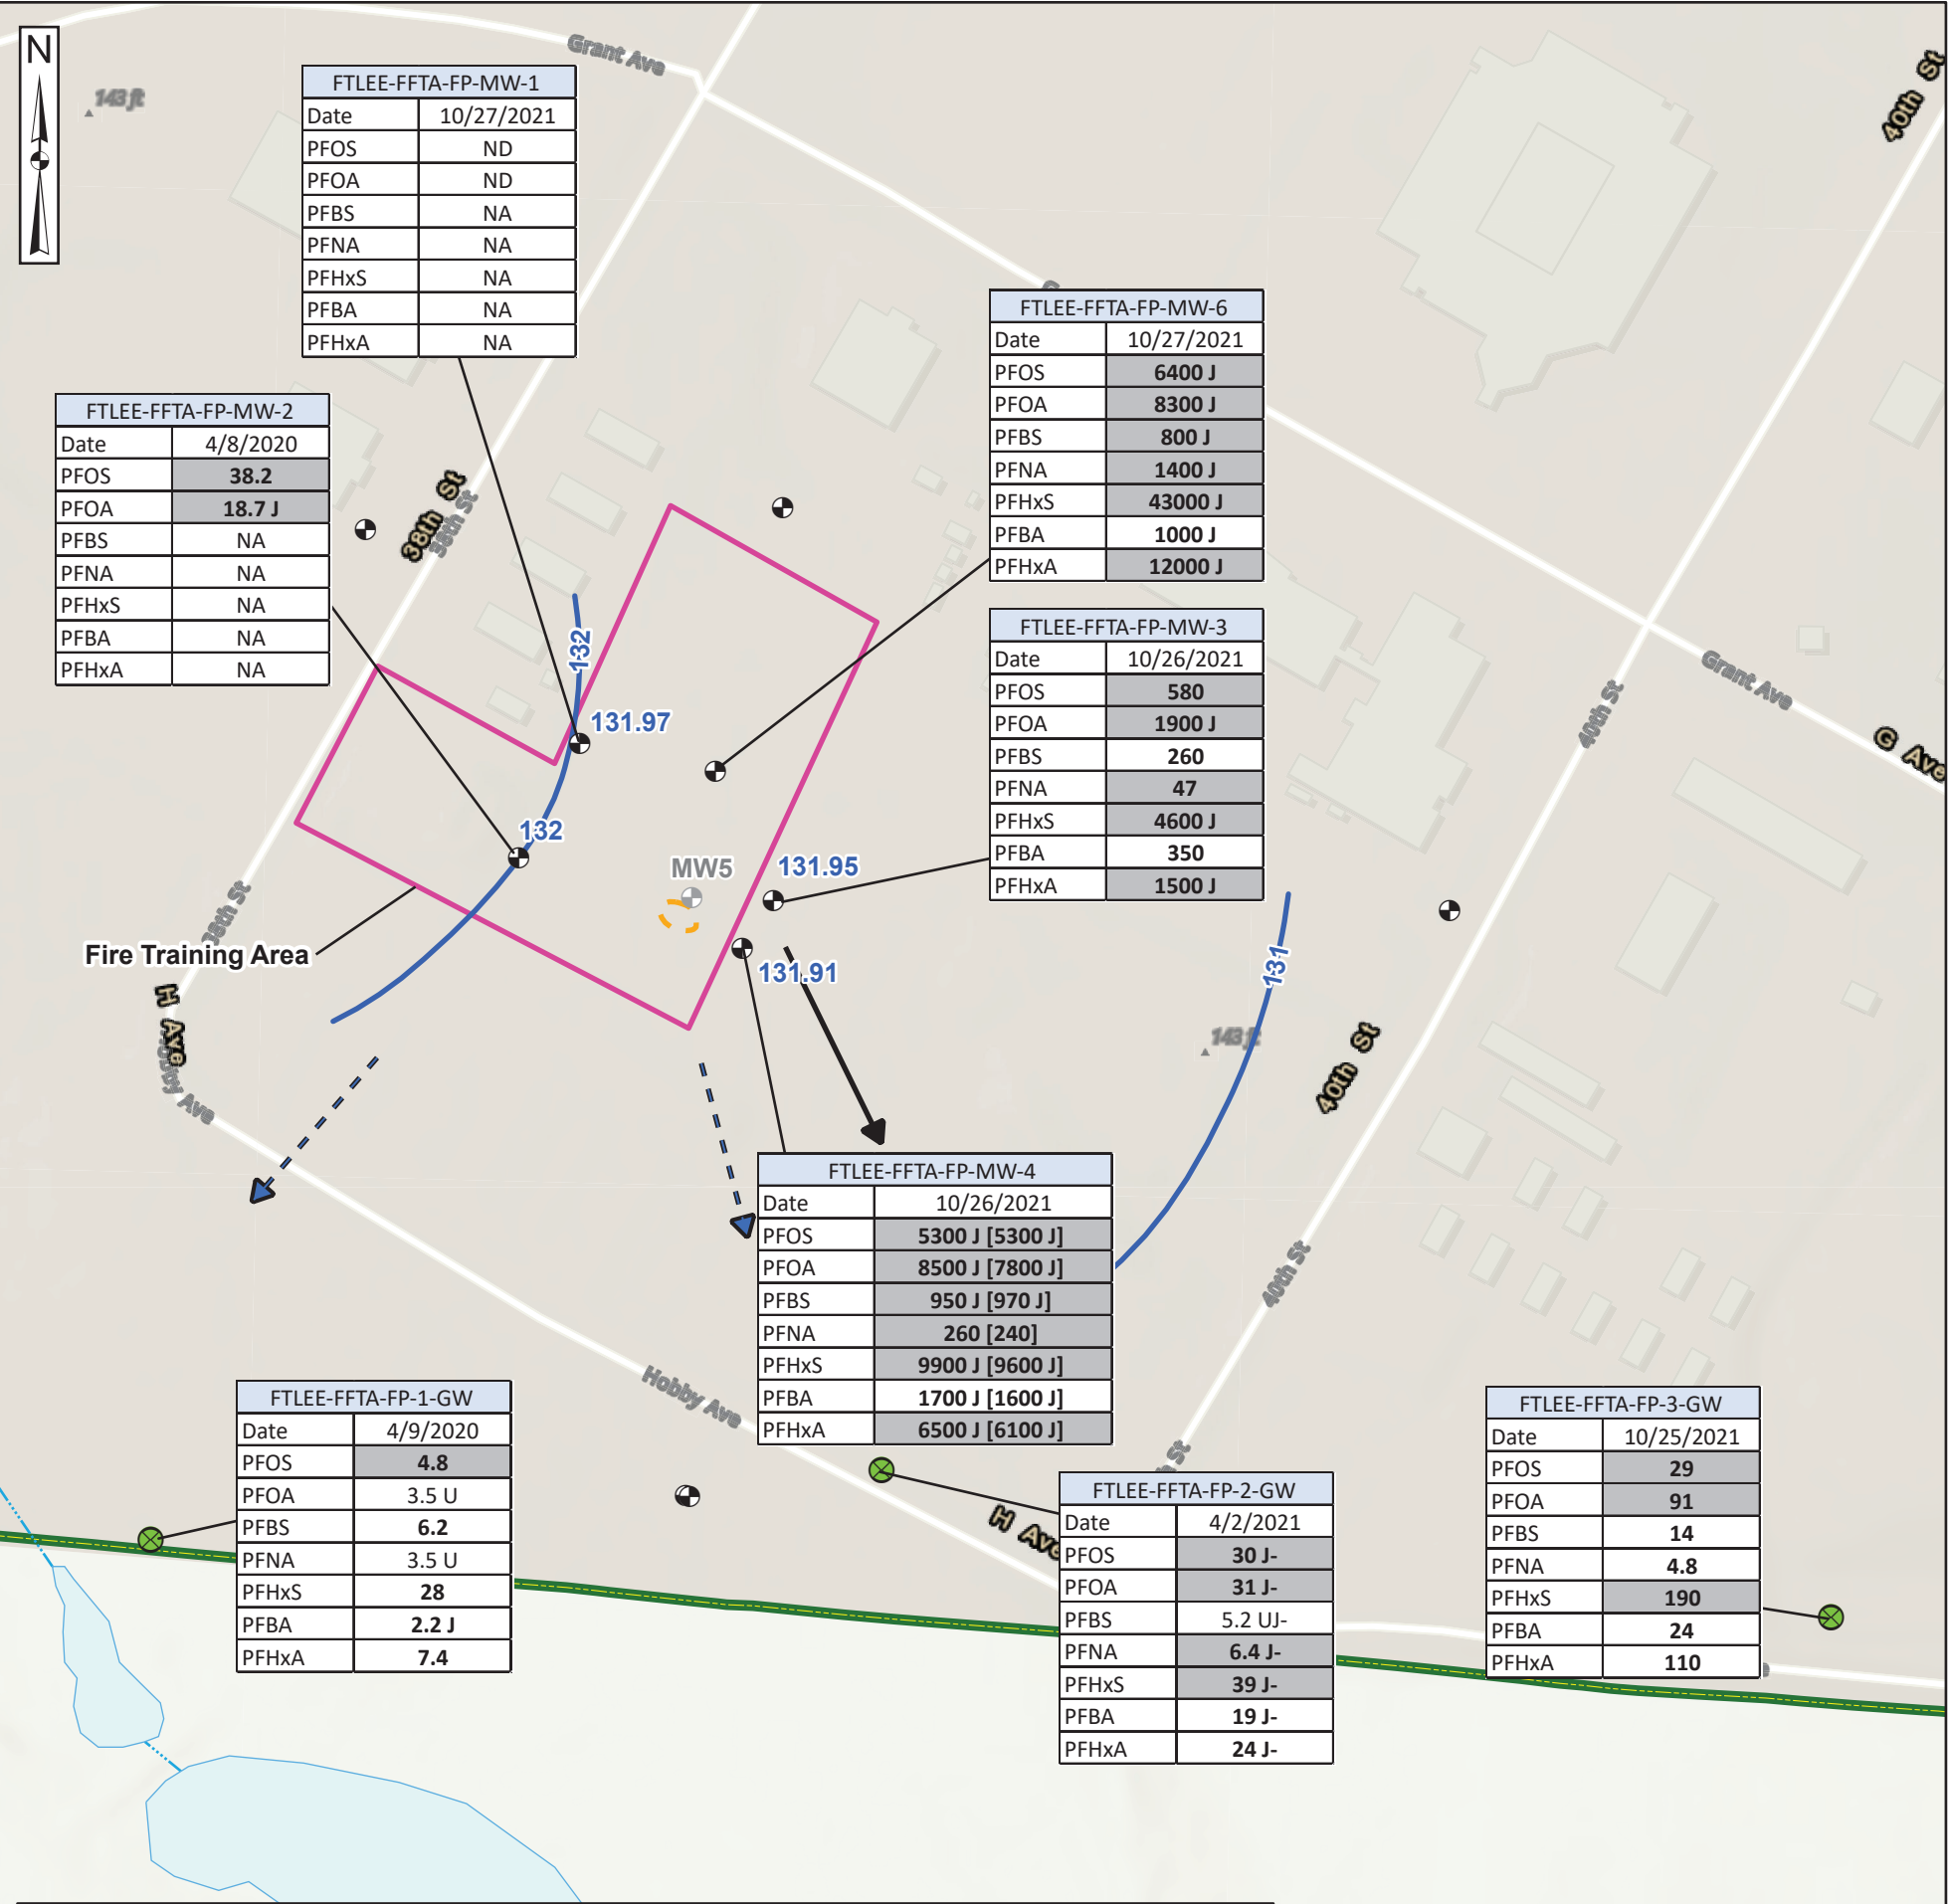 N
143 ft
Grant Ave
40th St
FTLEE-FFTA-FP-MW-1
Date 10/27/2021
PFOS ND
PFOA ND
PFBS NA
PFNA NA
PFHxS NA
PFBA NA
PFHxA NA
FTLEE-FFTA-FP-MW-6
Date 10/27/2021
PFOS 6400 J
PFOA 8300 J
PFBS 800 J
PFNA 1400 J
PFHxS 43000 J
PFBA 1000 J
PFHxA 12000 J
FTLEE-FFTA-FP-MW-2
Date 4/8/2020
PFOS 38.2
PFOA 18.7 J
PFBS NA
PFNA NA
PFHxS NA
PFBA NA
PFHxA NA
38th St
38th St
FTLEE-FFTA-FP-MW-3
Date 10/26/2021
PFOS 580
PFOA 1900 J
PFBS 260
PFNA 47
PFHxS 4600 J
PFBA 350
PFHxA 1500 J
132
131.97
Grant Ave
40th St
G Ave
132
MW5
131.95
38th St
Fire Training Area
131.91
131
H Ave
Hobby Ave
143 ft
40th St
FTLEE-FFTA-FP-MW-4
Date 10/26/2021
PFOS 5300 J [5300 J]
PFOA 8500 J [7800 J]
PFBS 950 J [970 J]
PFNA 260 [240]
PFHxS 9900 J [9600 J]
PFBA 1700 J [1600 J]
PFHxA 6500 J [6100 J]
40th St
Hobby Ave
FTLEE-FFTA-FP-1-GW
Date 4/9/2020
PFOS 4.8
PFOA 3.5 U
PFBS 6.2
PFNA 3.5 U
PFHxS 28
PFBA 2.2 J
PFHxA 7.4
H Ave
FTLEE-FFTA-FP-2-GW
Date 4/2/2021
PFOS 30 J-
PFOA 31 J-
PFBS 5.2 UJ-
PFNA 6.4 J-
PFHxS 39 J-
PFBA 19 J-
PFHxA 24 J-
FTLEE-FFTA-FP-3-GW
Date 10/25/2021
PFOS 29
PFOA 91
PFBS 14
PFNA 4.8
PFHxS 190
PFBA 24
PFHxA 110